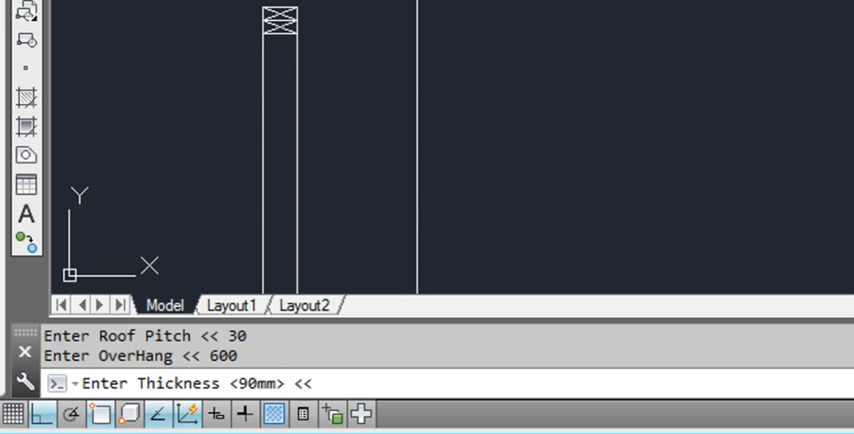 A
Y
X
Model Layout1 Layout2
Enter Roof Pitch << 30
Enter OverHang << 600
Enter Thickness <90mm> <<